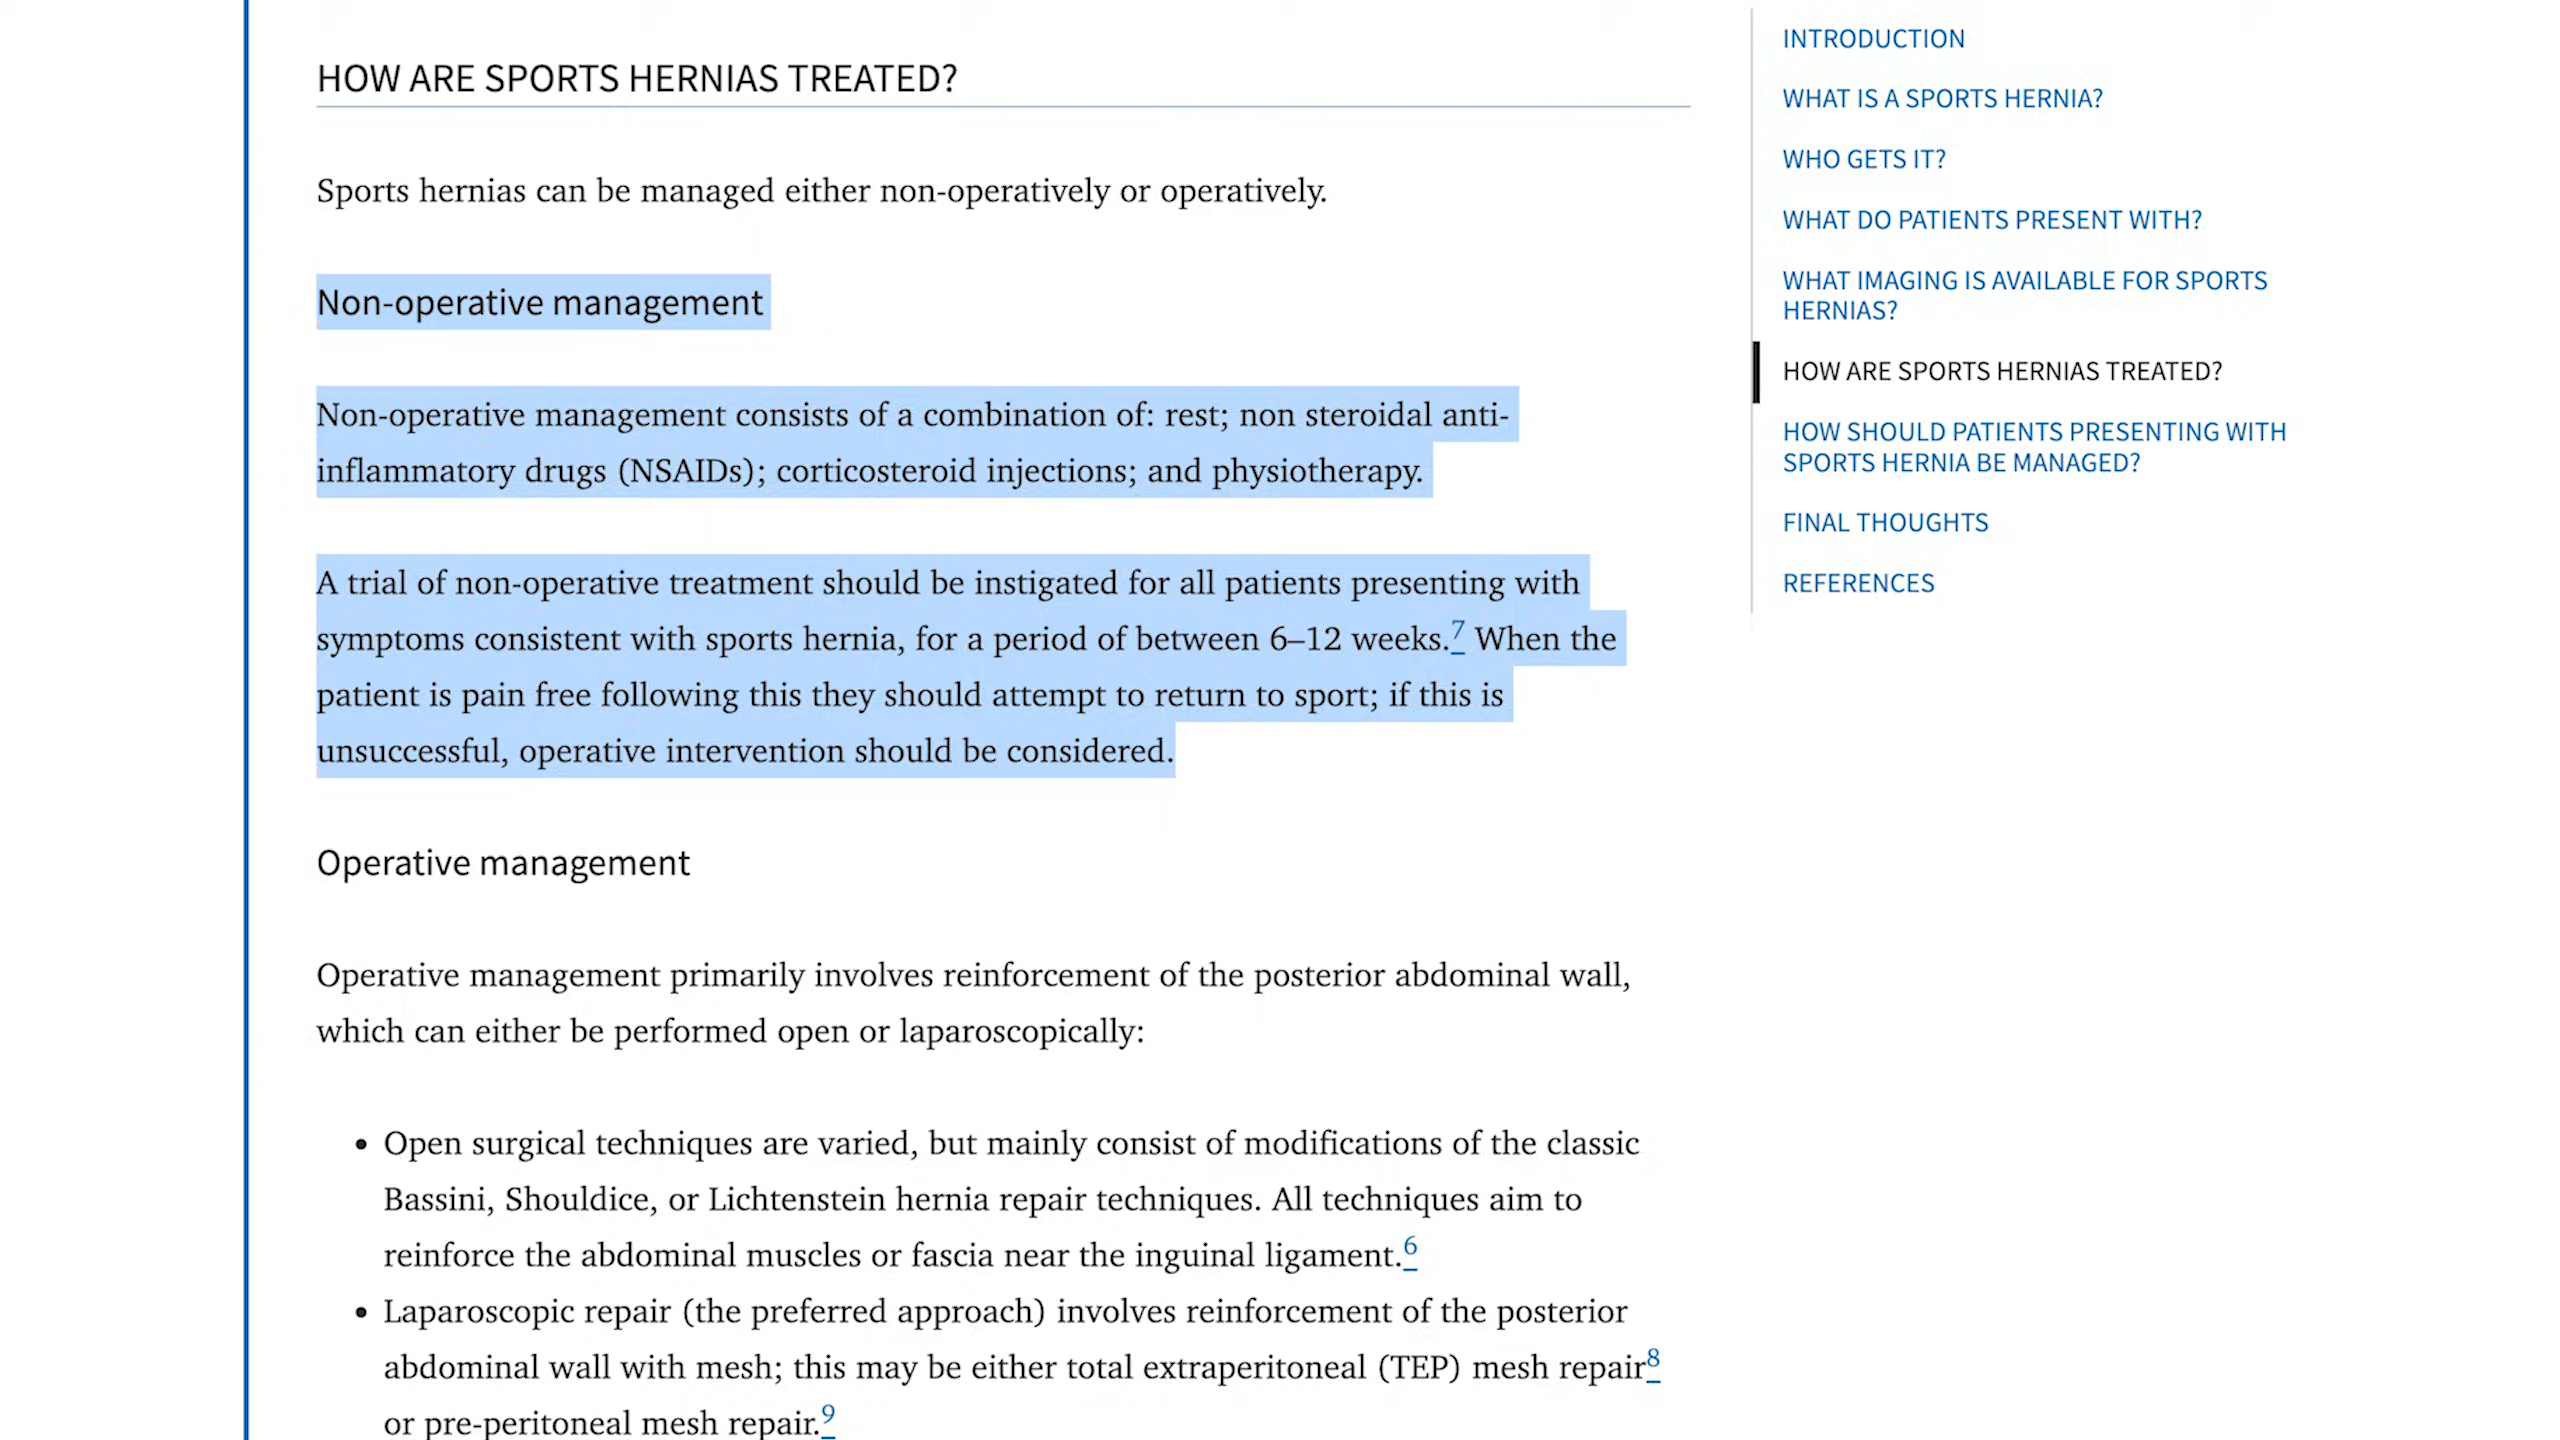 HOW ARE SPORTS HERNIAS TREATED?
Sports hernias can be managed either non-operatively or operatively.
Non-operative management
Non-operative management consists of a combination of: rest; non steroidal anti-
inflammatory drugs (NSAIDs); corticosteroid injections; and physiotherapy.
A trial of non-operative treatment should be instigated for all patients presenting with
symptoms consistent with sports hernia, for a period of between 6–12 weeks.7 When the
patient is pain free following this they should attempt to return to sport; if this is
unsuccessful, operative intervention should be considered.
Operative management
Operative management primarily involves reinforcement of the posterior abdominal wall,
which can either be performed open or laparoscopically:
• Open surgical techniques are varied, but mainly consist of modifications of the classic
Bassini, Shouldice, or Lichtenstein hernia repair techniques. All techniques aim to
reinforce the abdominal muscles or fascia near the inguinal ligament.6
• Laparoscopic repair (the preferred approach) involves reinforcement of the posterior
abdominal wall with mesh; this may be either total extraperitoneal (TEP) mesh repair8
or pre-peritoneal mesh repair.9
INTRODUCTION
WHAT IS A SPORTS HERNIA?
WHO GETS IT?
WHAT DO PATIENTS PRESENT WITH?
WHAT IMAGING IS AVAILABLE FOR SPORTS
HERNIAS?
HOW ARE SPORTS HERNIAS TREATED?
HOW SHOULD PATIENTS PRESENTING WITH
SPORTS HERNIA BE MANAGED?
FINAL THOUGHTS
REFERENCES